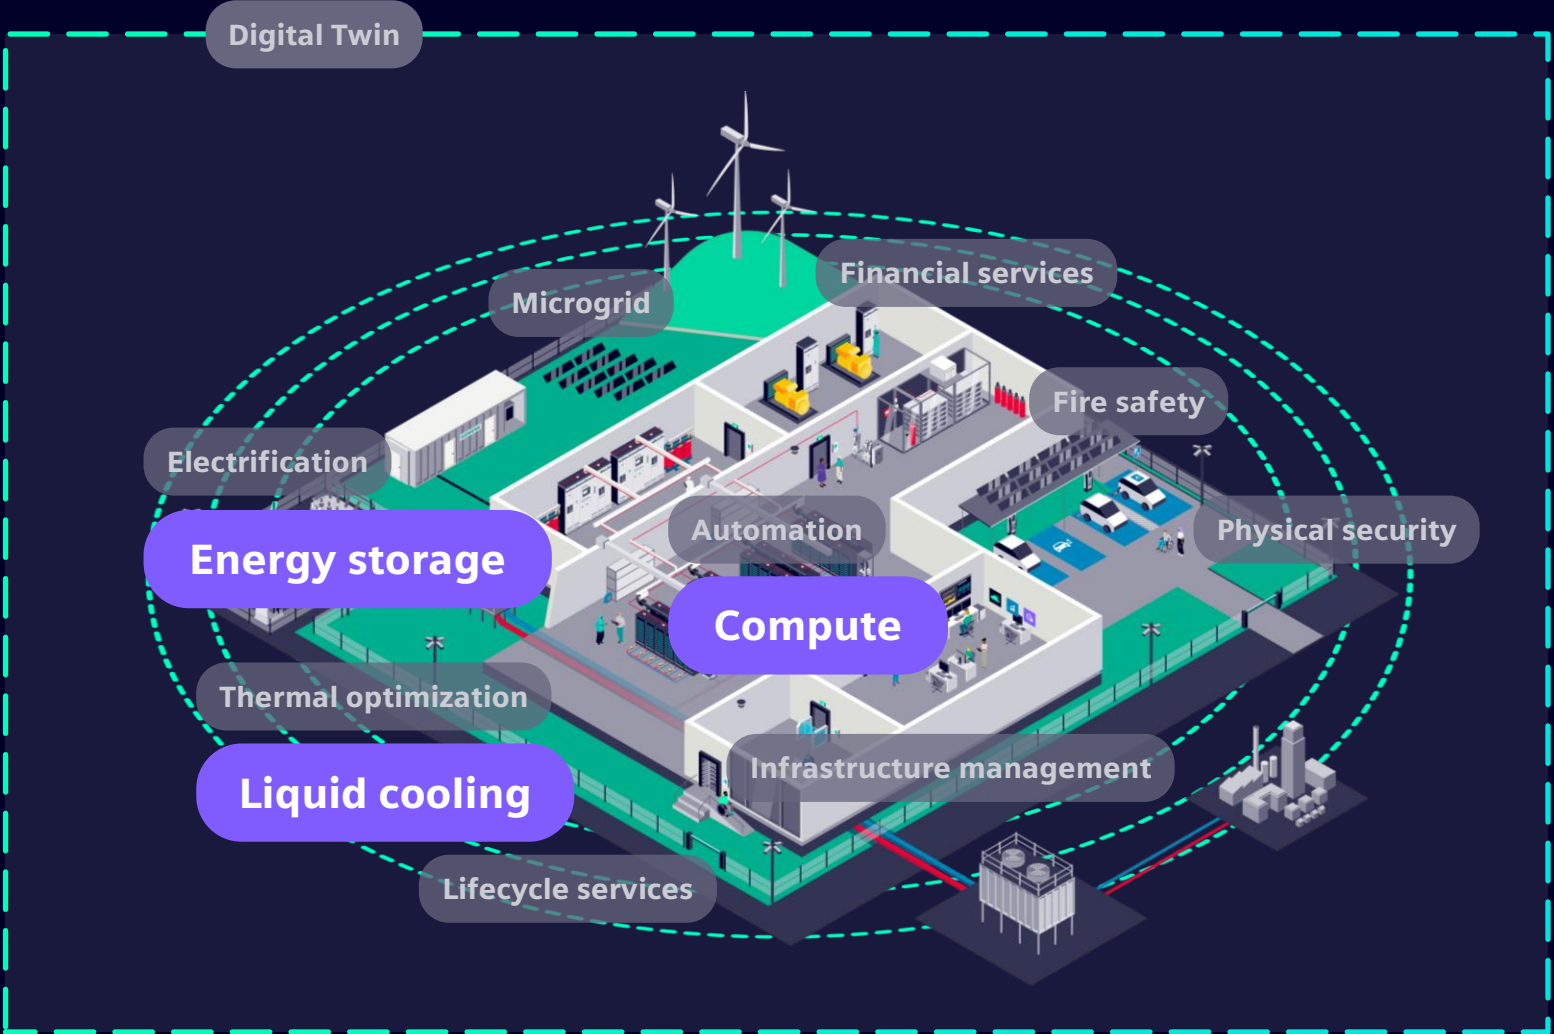 Digital Twin
Financial services
Microgrid
Fire safety
Electrification
Automation
Physical security
Energy storage
Compute
Thermal optimization
Infrastructure management
Liquid cooling
Lifecycle services